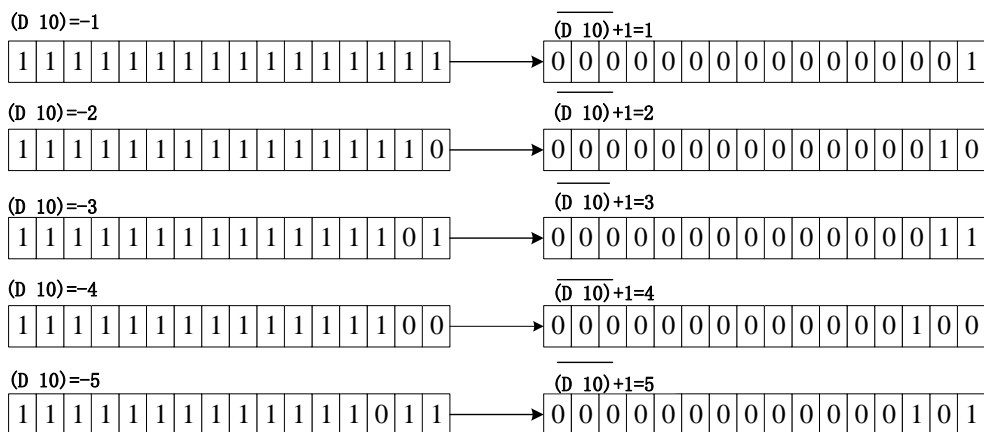 (D 10)=-1
(D 10)+1=1
1 1 1 1 1 1 1 1 1 1 1 1 1 1 1 1
0 0 0 0 0 0 0 0 0 0 0 0 0 0 0 1
(D 10)=-2
(D 10)+1=2
1 1 1 1 1 1 1 1 1 1 1 1 1 1 1 0
0 0 0 0 0 0 0 0 0 0 0 0 0 0 1 0
(D 10)=-3
(D 10)+1=3
1 1 1 1 1 1 1 1 1 1 1 1 1 1 0 1
0 0 0 0 0 0 0 0 0 0 0 0 0 0 1 1
(D 10)=-4
(D 10)+1=4
1 1 1 1 1 1 1 1 1 1 1 1 1 1 0 0
0 0 0 0 0 0 0 0 0 0 0 0 0 1 0 0
(D 10)=-5
(D 10)+1=5
1 1 1 1 1 1 1 1 1 1 1 1 1 0 1 1
0 0 0 0 0 0 0 0 0 0 0 0 0 1 0 1